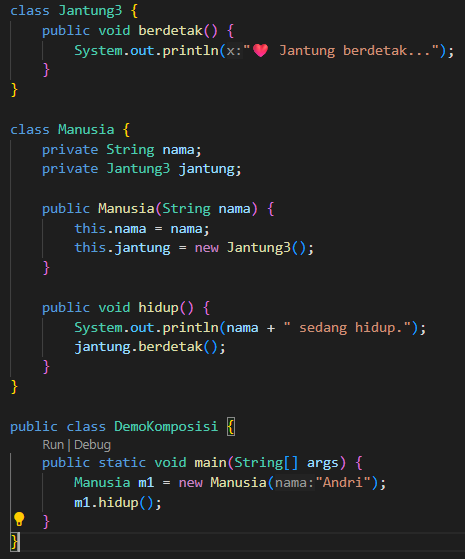 class Jantung3 {
    public void berdetak() {
        System.out.println(x:"❤️ Jantung berdetak...");
    }
}

class Manusia {
    private String nama;
    private Jantung3 jantung;

    public Manusia(String nama) {
        this.nama = nama;
        this.jantung = new Jantung3();
    }

    public void hidup() {
        System.out.println(nama + " sedang hidup.");
        jantung.berdetak();
    }
}

public class DemoKomposisi {
    Run | Debug
    public static void main(String[] args) {
        Manusia m1 = new Manusia(nama:"Andri");
        m1.hidup();
    }
}